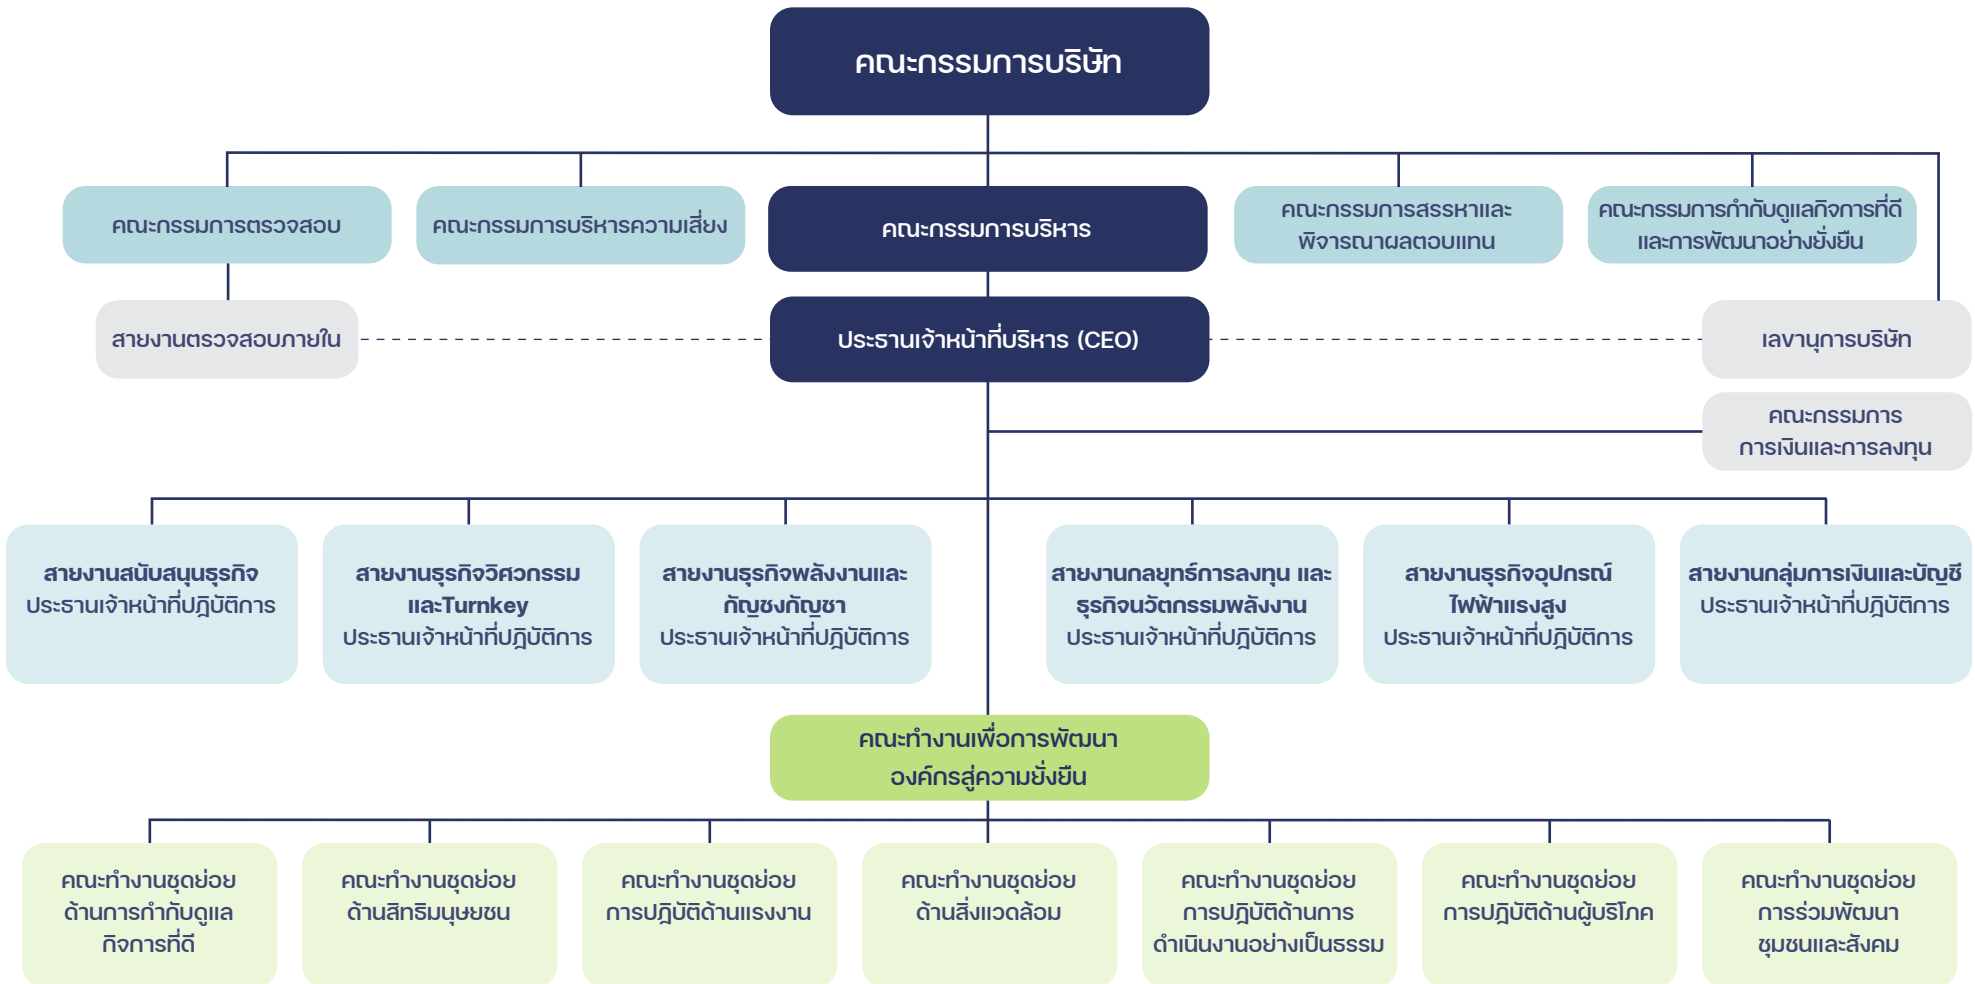 คณะกรรมการบริษัท
คณะกรรมการตรวจสอบ
คณะกรรมการบริหารความเสี่ยง
คณะกรรมการบริหาร
คณะกรรมการสรรหาและ
พิจารณาผลตอบแทน
คณะกรรมการกำกับดูแลกิจการที่ดี
และการพัฒนาอย่างยั่งยืน
สายงานตรวจสอบภายใน
ประธานเจ้าหน้าที่บริหาร (CEO)
เลขานุการบริษัท
คณะกรรมการ
การเงินและการลงทุน
สายงานสนับสนุนธุรกิจ
ประธานเจ้าหน้าที่ปฎิบัติการ
สายงานธุรกิจวิศวกรรม
และTurnkey
ประธานเจ้าหน้าที่ปฎิบัติการ
สายงานธุรกิจพลังงานและ
กัญชงกัญชา
ประธานเจ้าหน้าที่ปฎิบัติการ
สายงานกลยุทธ์การลงทุน และ
ธุรกิจนวัตกรรมพลังงาน
ประธานเจ้าหน้าที่ปฎิบัติการ
สายงานธุรกิจอุปกรณ์
ไฟฟ้าแรงสูง
ประธานเจ้าหน้าที่ปฎิบัติการ
สายงานกลุ่มการเงินและบัญชี
ประธานเจ้าหน้าที่ปฎิบัติการ
คณะทำงานเพื่อการพัฒนา
องค์กรสู่ความยั่งยืน
คณะทำงานชุดย่อย
ด้านการกำกับดูแล
กิจการที่ดี
คณะทำงานชุดย่อย
ด้านสิทธิมนุษยชน
คณะทำงานชุดย่อย
การปฎิบัติด้านแรงงาน
คณะทำงานชุดย่อย
ด้านสิ่งแวดล้อม
คณะทำงานชุดย่อย
การปฎิบัติด้านการ
ดำเนินงานอย่างเป็นธรรม
คณะทำงานชุดย่อย
การปฎิบัติด้านผู้บริโภค
คณะทำงานชุดย่อย
การร่วมพัฒนา
ชุมชนและสังคม